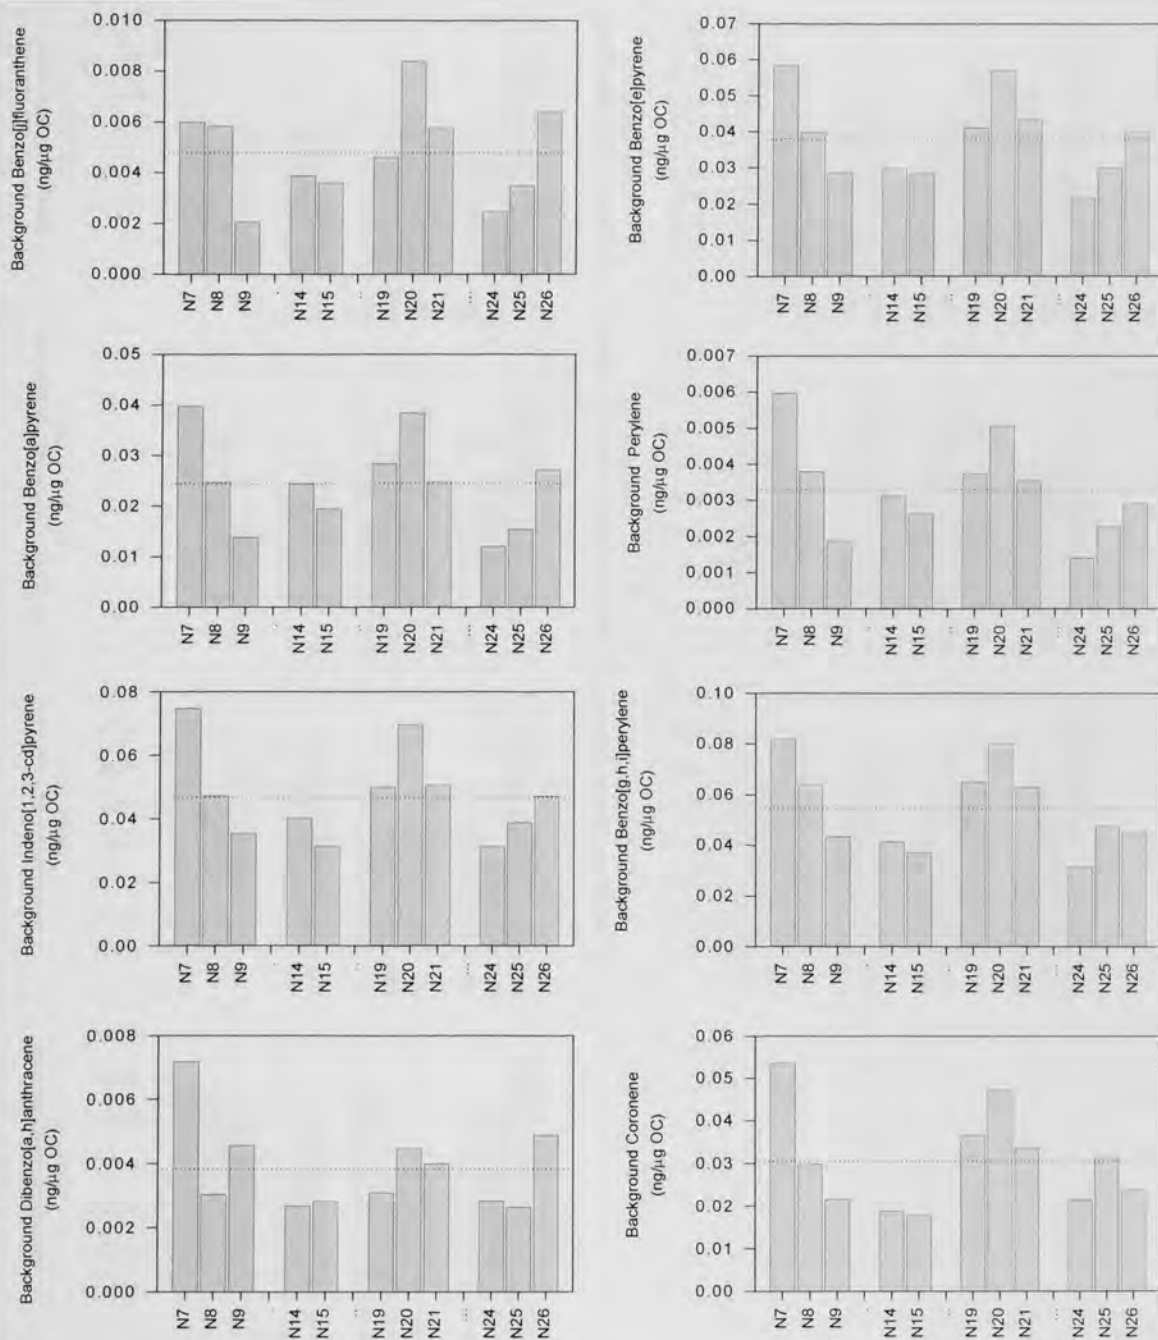 Background Benzo[j]fluoranthene
(ng/µg OC)
0.010
0.008
0.006
0.004
0.002
0.000
N7 N8 N9 N14 N15 N19 N20 N21 N24 N25 N26
Background Benzo[e]pyrene
(ng/µg OC)
0.07
0.06
0.05
0.04
0.03
0.02
0.01
0.00
N7 N8 N9 N14 N15 N19 N20 N21 N24 N25 N26
Background Benzo[a]pyrene
(ng/µg OC)
0.05
0.04
0.03
0.02
0.01
0.00
N7 N8 N9 N14 N15 N19 N20 N21 N24 N25 N26
Background Perylene
(ng/µg OC)
0.007
0.006
0.005
0.004
0.003
0.002
0.001
0.000
N7 N8 N9 N14 N15 N19 N20 N21 N24 N25 N26
Background Indeno[1,2,3-cd]pyrene
(ng/µg OC)
0.08
0.06
0.04
0.02
0.00
N7 N8 N9 N14 N15 N19 N20 N21 N24 N25 N26
Background Benzo[g,h,i]perylene
(ng/µg OC)
0.10
0.08
0.06
0.04
0.02
0.00
N7 N8 N9 N14 N15 N19 N20 N21 N24 N25 N26
Background Dibenzo[a,h]anthracene
(ng/µg OC)
0.008
0.006
0.004
0.002
0.000
N7 N8 N9 N14 N15 N19 N20 N21 N24 N25 N26
Background Coronene
(ng/µg OC)
0.06
0.05
0.04
0.03
0.02
0.01
0.00
N7 N8 N9 N14 N15 N19 N20 N21 N24 N25 N26